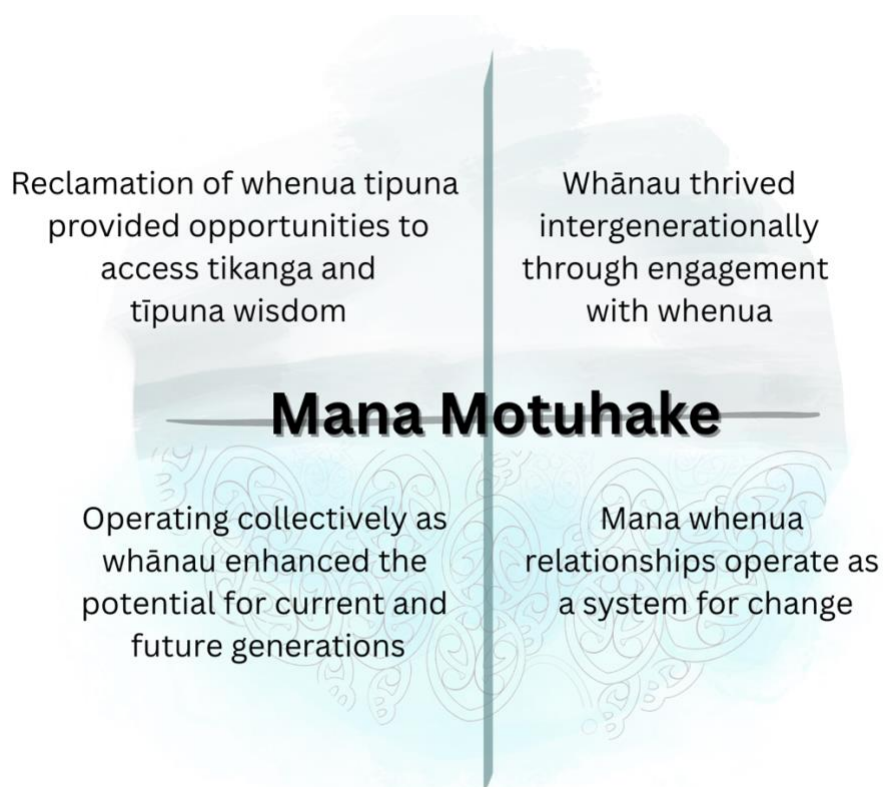 Reclamation of whenua tipuna
provided opportunities to
access tikanga and
tīpuna wisdom
Whānau thrived
intergenerationally
through engagement
with whenua
Mana Motuhake
Operating collectively as
whānau enhanced the
potential for current and
future generations
Mana whenua
relationships operate as
a system for change